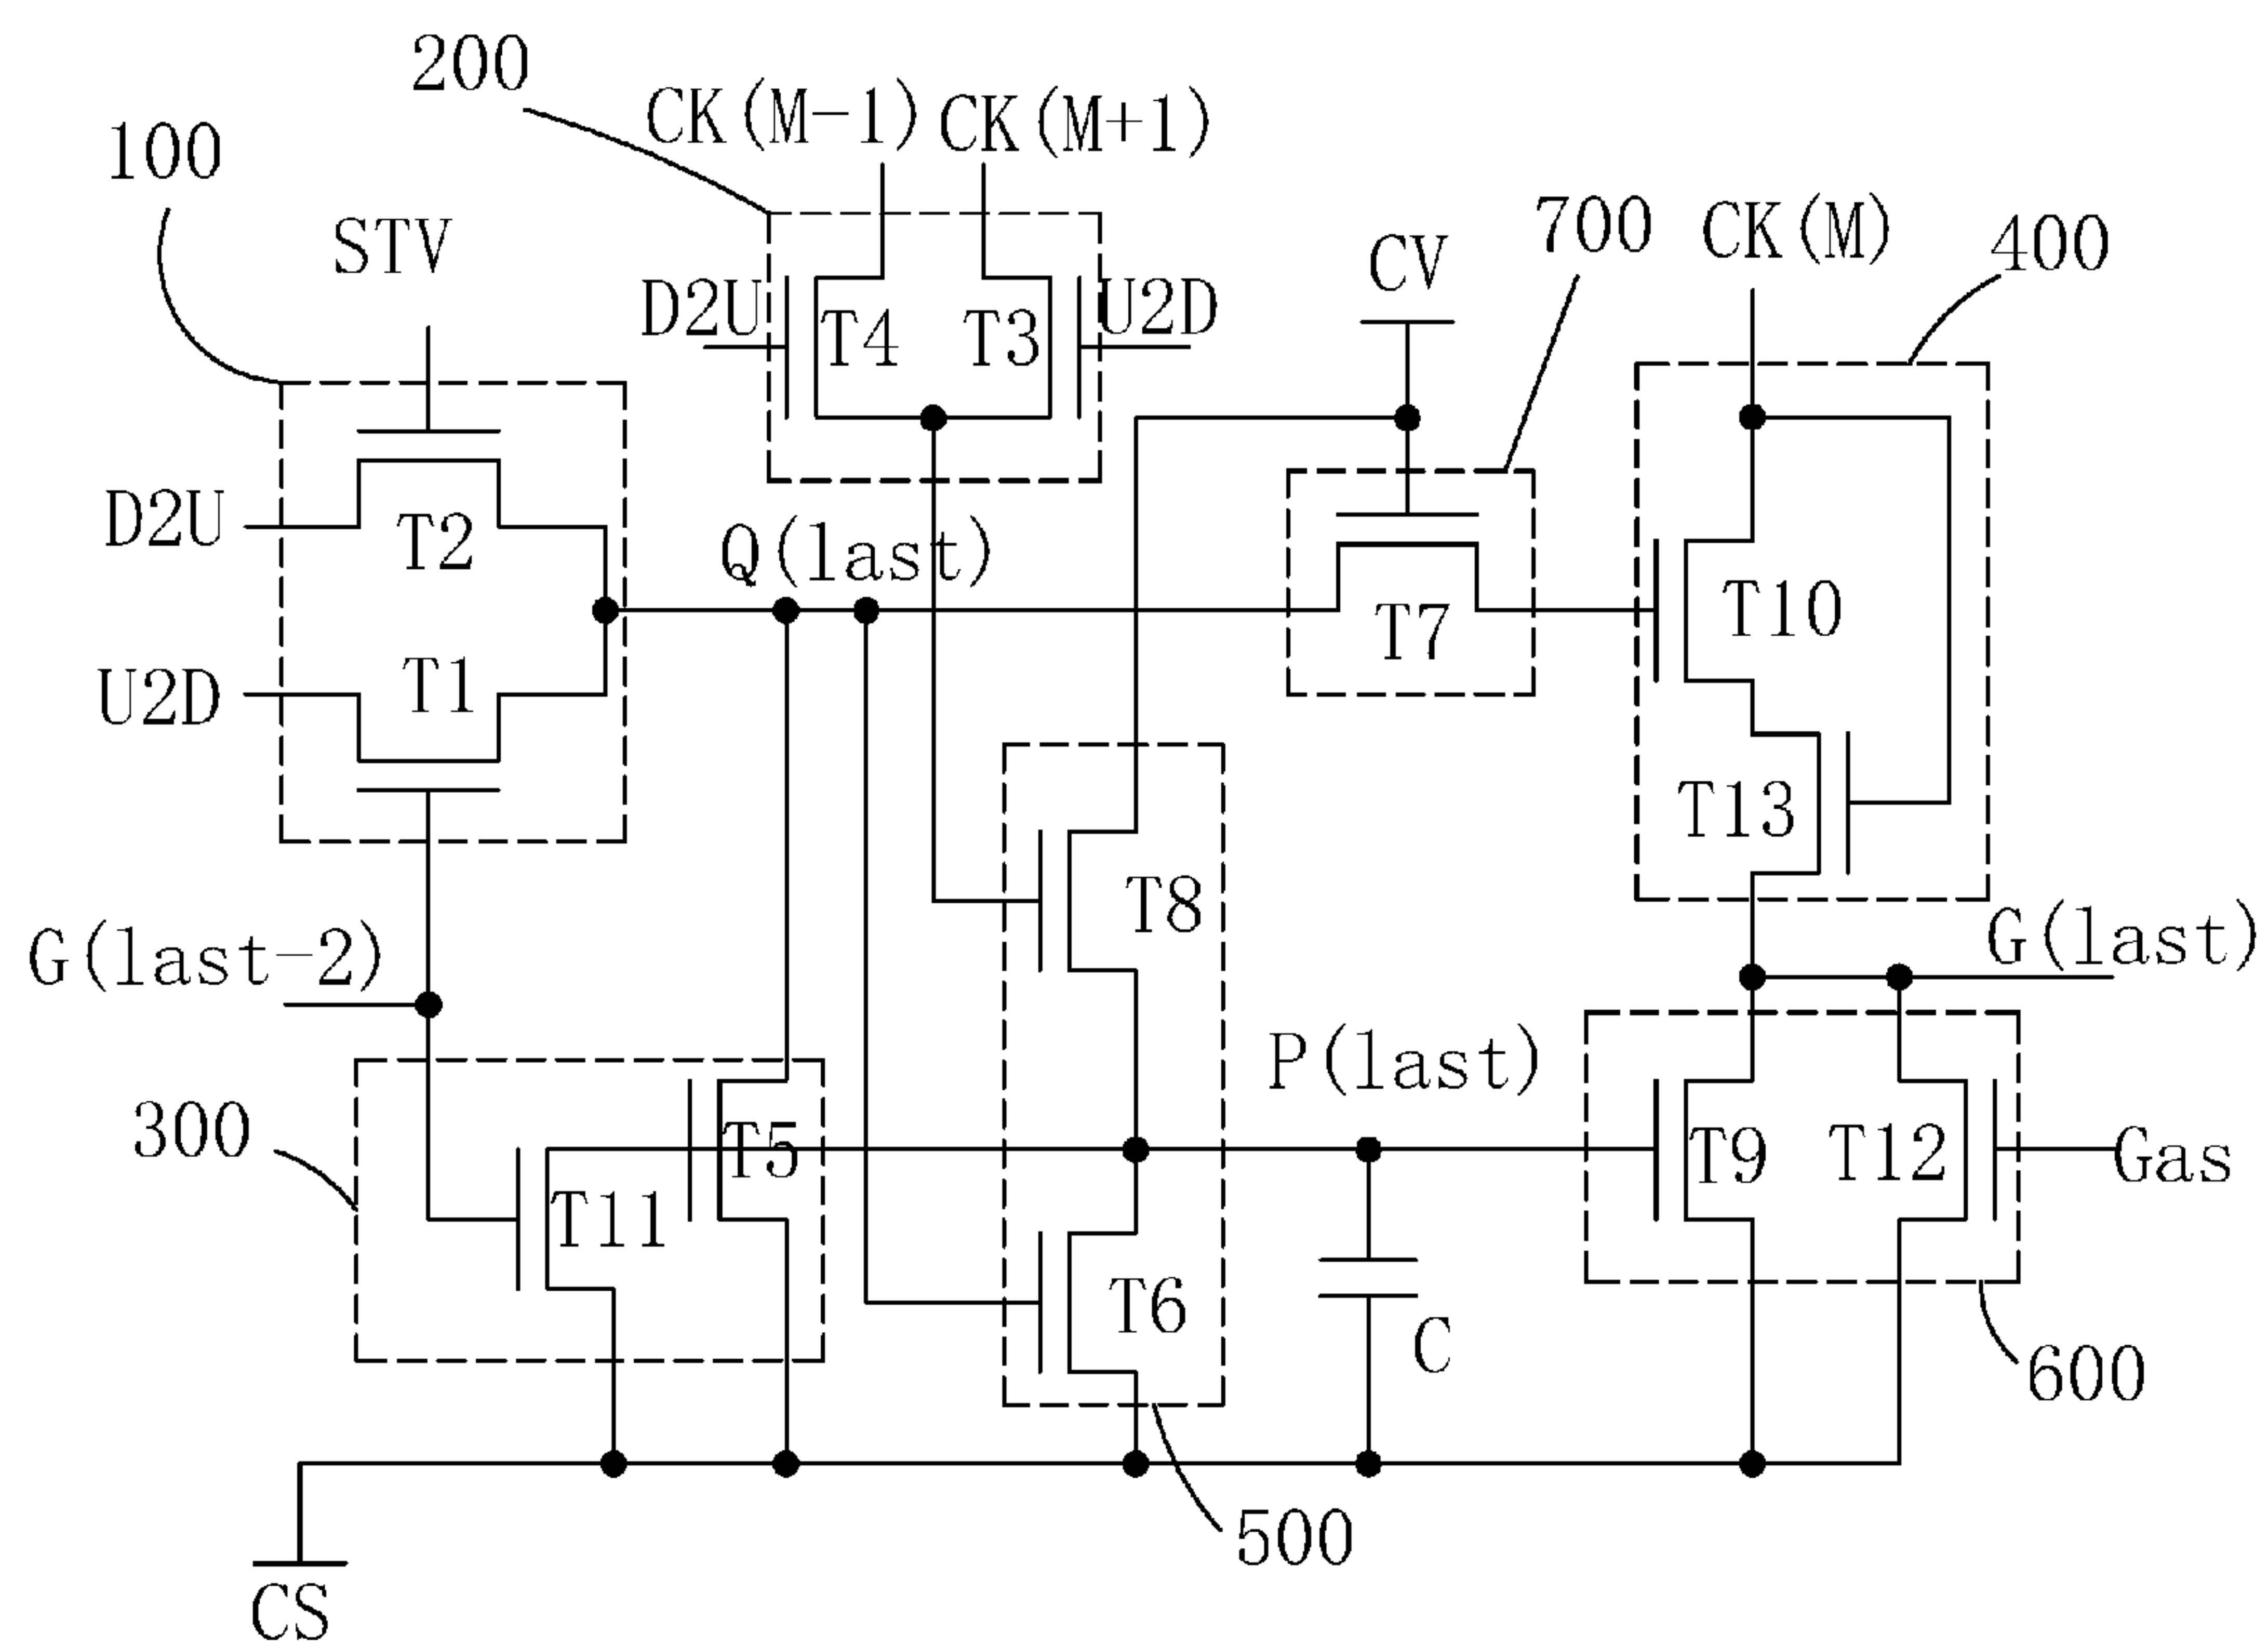 200
CK(M-1) CK(M+1)
100
STV
700
CK(M)
400
CV
D2U
T4
T3
U2D
D2U
T2
Q(last)
T10
T7
U2D
T1
T13
T8
G(last-2)
G(last)
P(last)
300
T5
T9
T12
Gas
T11
T6
C
600
500
CS